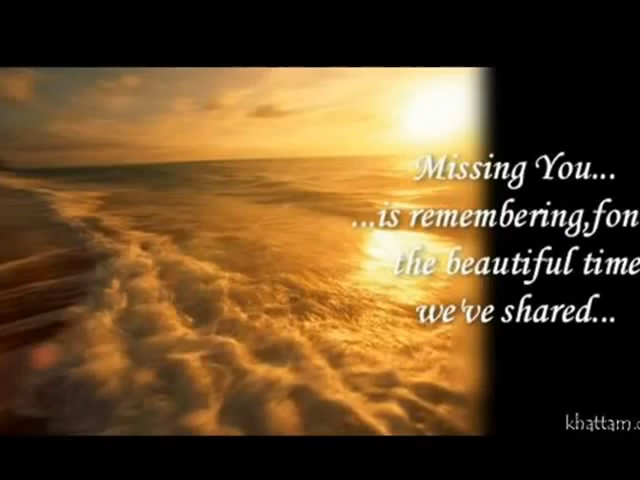 Missing You...
...is remembering,fon
the beautiful time
we've shared...
khattam.